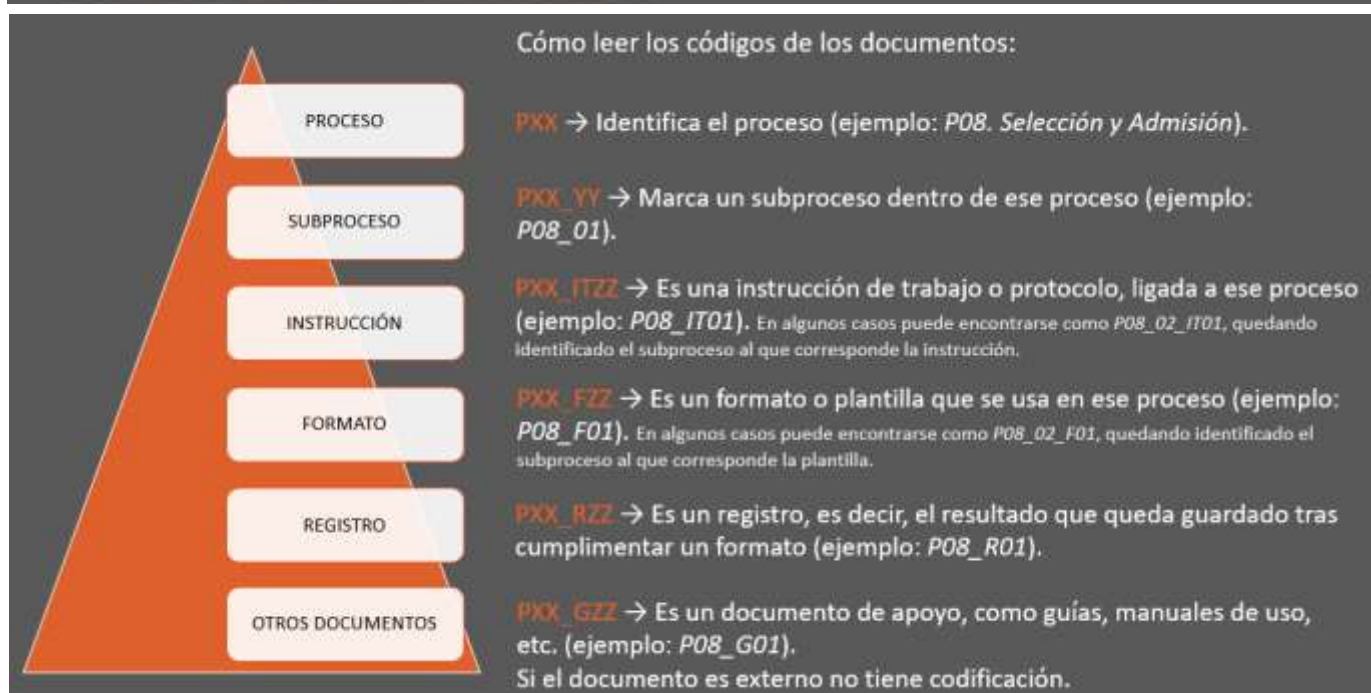 Cómo leer los códigos de los documentos:
PROCESO
PXX → Identifica el proceso (ejemplo: P08. Selección y Admisión).
SUBPROCESO
PXX_YY → Marca un subproceso dentro de ese proceso (ejemplo:
P08_01).
INSTRUCCIÓN
PXX_ITZZ → Es una instrucción de trabajo o protocolo, ligada a ese proceso
(ejemplo: P08_IT01). En algunos casos puede encontrarse como P08_02_IT01, quedando
identificado el subproceso al que corresponde la instrucción.
FORMATO
PXX_FZZ → Es un formato o plantilla que se usa en ese proceso (ejemplo:
P08_F01). En algunos casos puede encontrarse como P08_02_F01, quedando identificado el
subproceso al que corresponde la plantilla.
REGISTRO
PXX_RZZ → Es un registro, es decir, el resultado que queda guardado tras
cumplimentar un formato (ejemplo: P08_R01).
OTROS DOCUMENTOS
PXX_GZZ → Es un documento de apoyo, como guías, manuales de uso,
etc. (ejemplo: P08_G01).
Si el documento es externo no tiene codificación.